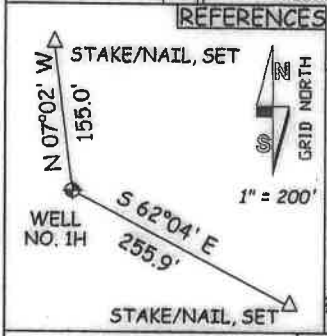 REFERENCES
STAKE/NAIL, SET
N 07°02' W
155.0'
N
S
GRID NORTH
1" = 200'
WELL
NO. 1H
S 62°04' E
255.9'
STAKE/NAIL, SET